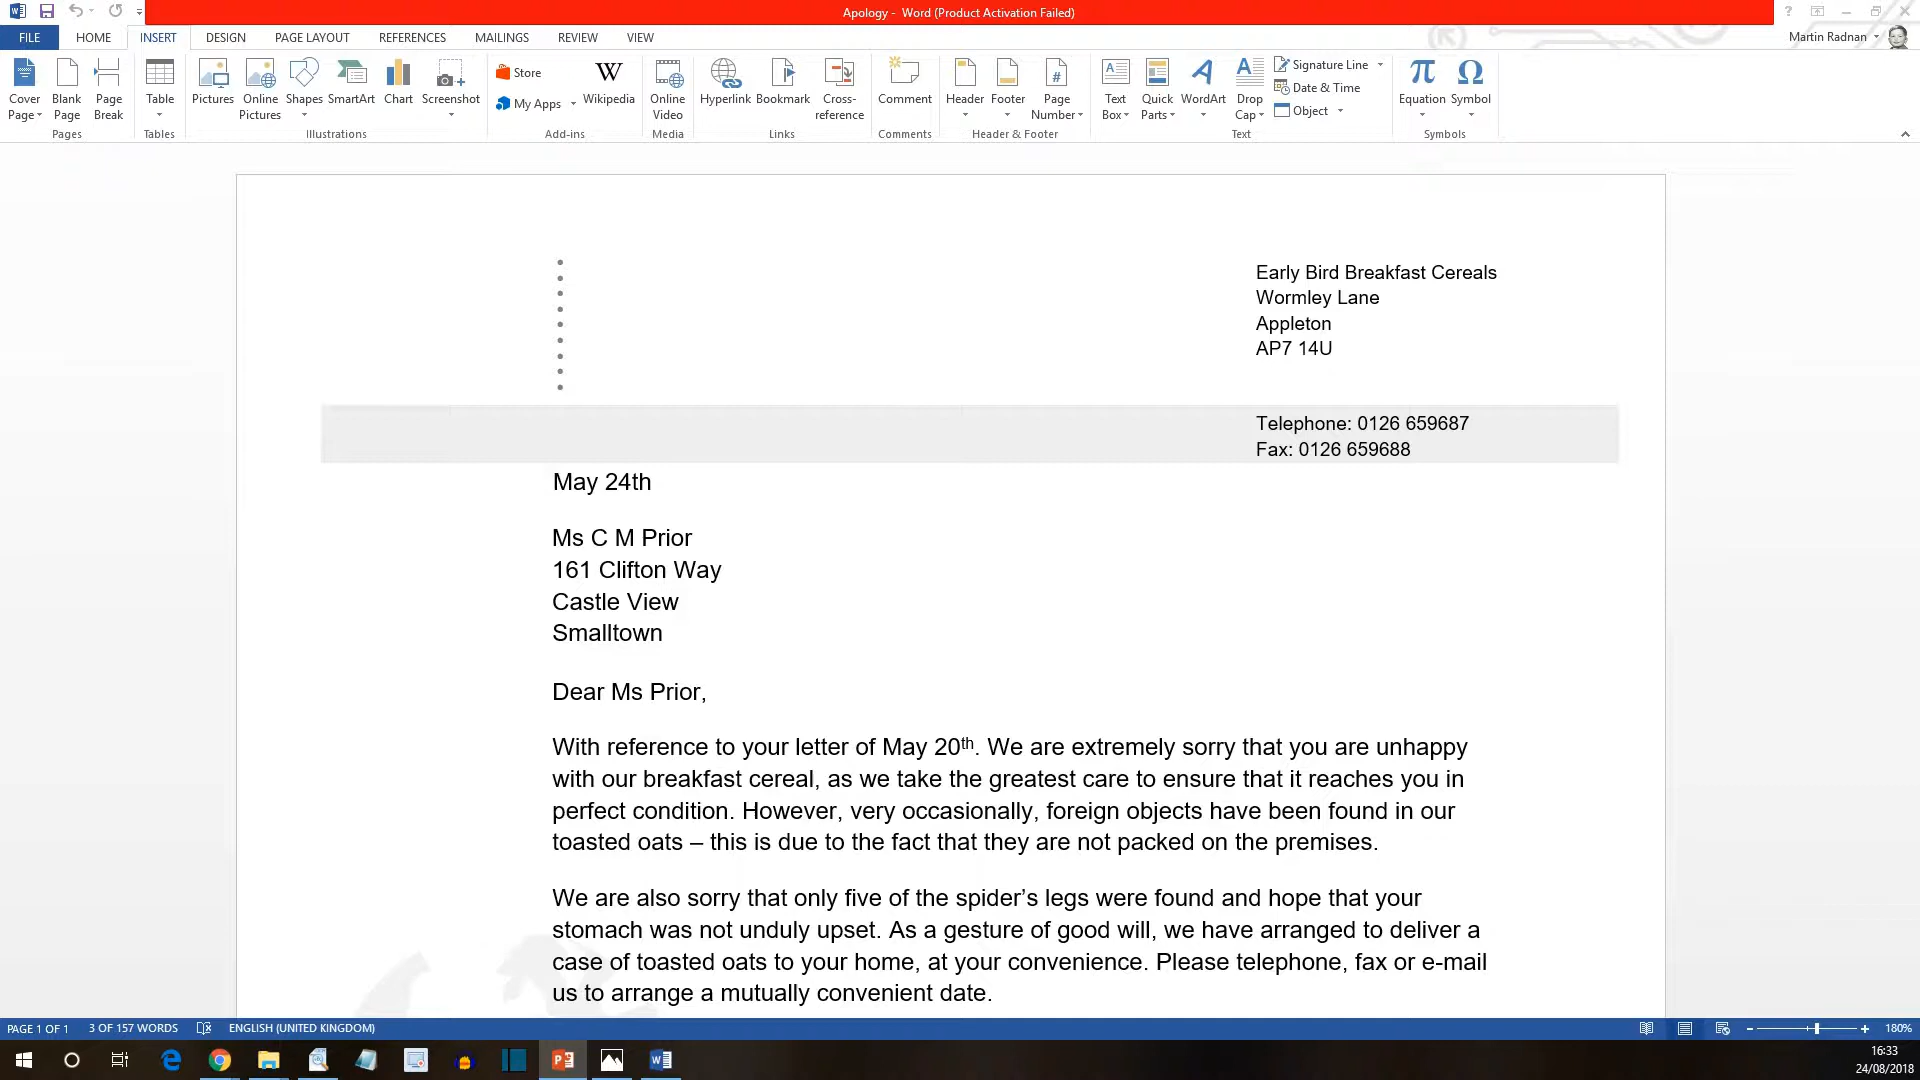 Apology - Word (Product Activation Failed)
FILE HOME INSERT DESIGN PAGE LAYOUT REFERENCES MAILINGS REVIEW VIEW
Martin Radnan
Cover Page
Blank Page
Page Break
Pages
Table
Tables
Pictures
Online Pictures
Shapes
SmartArt
Chart
Screenshot
Illustrations
Store
My Apps
Wikipedia
Add-ins
Online Video
Media
Hyperlink
Bookmark
Cross-reference
Links
Comment
Comments
Header
Footer
Page Number
Header & Footer
Text Box
Quick Parts
WordArt
Drop Cap
Signature Line
Date & Time
Object
Text
Equation
Symbol
Symbols
Early Bird Breakfast Cereals
Wormley Lane
Appleton
AP7 14U
Telephone: 0126 659687
Fax: 0126 659688
May 24th
Ms C M Prior
161 Clifton Way
Castle View
Smalltown
Dear Ms Prior,
With reference to your letter of May 20th. We are extremely sorry that you are unhappy
with our breakfast cereal, as we take the greatest care to ensure that it reaches you in
perfect condition. However, very occasionally, foreign objects have been found in our
toasted oats – this is due to the fact that they are not packed on the premises.
We are also sorry that only five of the spider’s legs were found and hope that your
stomach was not unduly upset. As a gesture of good will, we have arranged to deliver a
case of toasted oats to your home, at your convenience. Please telephone, fax or e-mail
us to arrange a mutually convenient date.
PAGE 1 OF 1 3 OF 157 WORDS ENGLISH (UNITED KINGDOM) 180%
16:33
24/08/2018